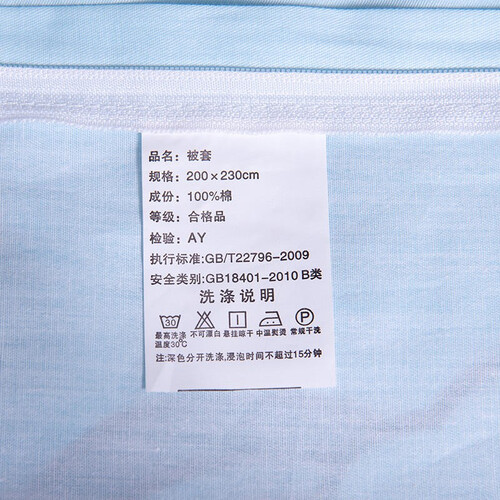 品名: 被套
规格: 200×230cm
成份: 100%棉
等级: 合格品
检验: AY
执行标准:GB/T22796-2009
安全类别:GB18401-2010 B类
洗涤说明
30 P
最高洗涤温度30℃ 不可漂白 悬挂晾干 中温熨烫 常规干洗
注:深色分开洗涤,浸泡时间不超过15分钟